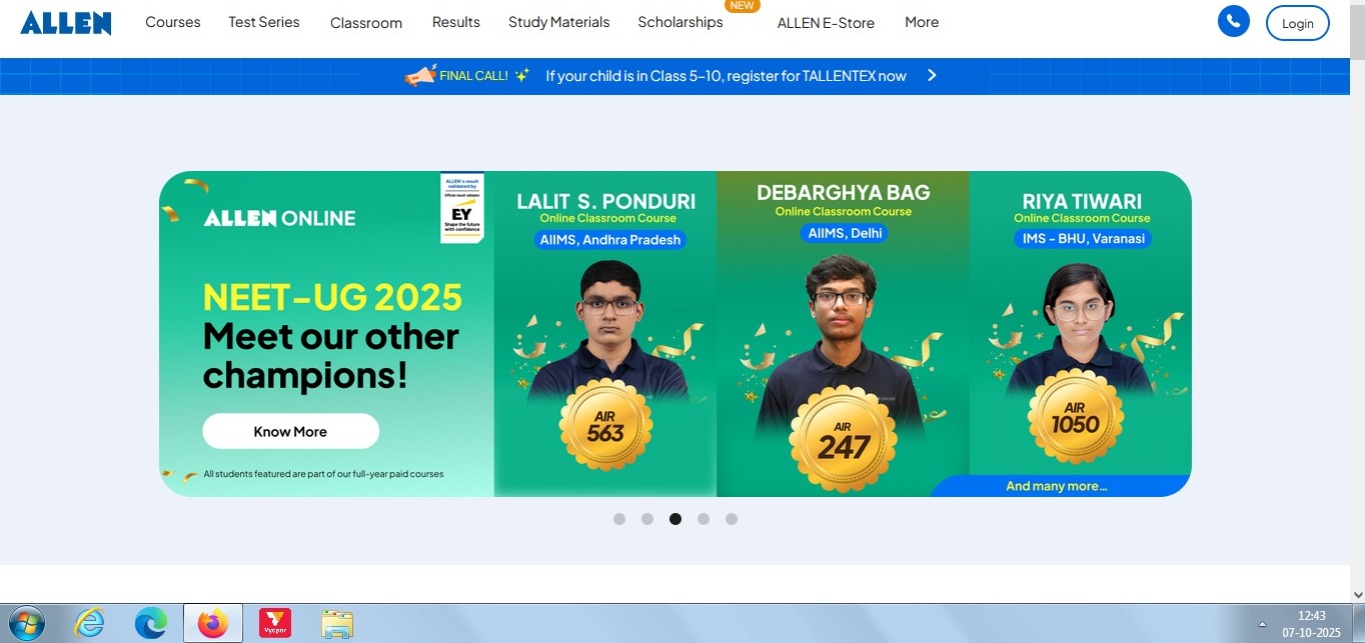 ALLEN
Courses Test Series Classroom Results Study Materials Scholarships NEW ALLEN E-Store More Login
FINAL CALL! If your child is in Class 5-10, register for TALLENTEX now
ALLEN ONLINE
ALLEN's result
validated by
EY
Shape the future
with confidence
NEET-UG 2025
Meet our other
champions!
Know More
All students featured are part of our full-year paid courses
LALIT S. PONDURI
Online Classroom Course
AIIMS, Andhra Pradesh
AIR
563
DEBARGHYA BAG
Online Classroom Course
AIIMS, Delhi
AIR
247
RIYA TIWARI
Online Classroom Course
IMS - BHU, Varanasi
AIR
1050
And many more...
Vyapar
12:43
07-10-2025